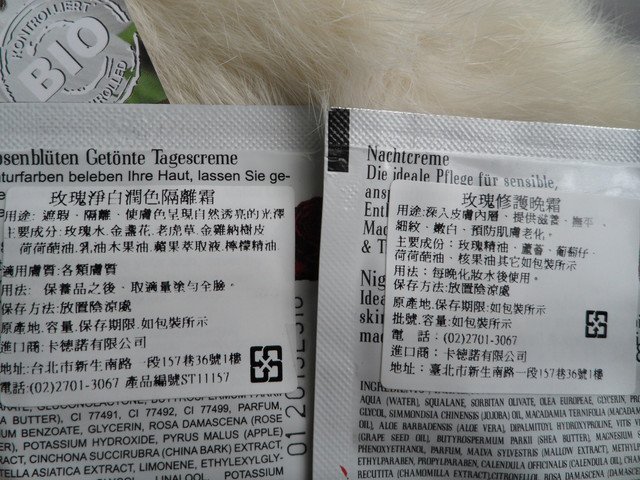 KONTROLLIERT
BIO
Rosenblüten Getönte Tagescreme
Naturfarben beleben Ihre Haut, lassen Sie ge-
玫瑰淨白潤色隔離霜
用途: 遮瑕、隔離、使膚色呈現自然透亮的光澤
主要成分: 玫瑰水.金盞花.老虎草.金雞納樹皮
荷荷葩油.乳油木果油.蘋果萃取液.檸檬精油
適用膚質:各類膚質
用法: 保養品之後、取適量塗勻全臉。
保存方法:放置陰涼處
原產地.容量.保存期限:如包裝所示
進口商:卡德諾有限公司
地址:台北市新生南路一段157巷36號1樓
電話:(02)2701-3067 產品編號ST11157
A BUTTER), CI 77491, CI 77492, CI 77499, PARFUM,
UM BENZOATE, GLYCERIN, ROSA DAMASCENA (ROSE
POTASSIUM HYDROXIDE, PYRUS MALUS (APPLE
RACT, CINCHONA SUCCIRUBRA (CHINA BARK) EXTRACT,
TELLA ASIATICA EXTRACT, LIMONENE, ETHYLEXYLGLY-
LINALOOL, POTASSIUM
Nachtcreme
Die ideale Pflege für sensible,
玫瑰修護晚霜
用途:深入皮膚內層、提供滋養、撫平
細紋、嫩白、預防肌膚老化。
主要成份:玫瑰精油、蘆薈、葡萄籽、
荷荷葩油、核果油其它如包裝所示
用法:每晚化妝水後使用。
保存方法:放置陰涼處
原產地.保存期限:如包裝所示
批號.容量:如包裝所示
電話:(02)2701-3067
進口商:卡德諾有限公司
地址:臺北市新生南路一段157巷36號1樓
AQUA (WATER), SQUALANE, SORBITAN OLIVATE, OLEA EUROPAEA, GLYCERIN,
GLYCOL, SIMMONDSIA CHINENSIS (JOJOBA) OIL, MACADAMIA TERNIFOLIA
OIL), ALOE BARBADENSIS (ALOE VERA), DIPALMITOYL HYDROXYPROLINE, VITI
(GRAPE SEED OIL), BUTYROSPERMUM PARKII (SHEA BUTTER), MAGNESIUM
PHENOXYETHANOL, PARFUM, MALVA SYLVESTRIS (MALLOW EXTRACT),
ETHYLPARABEN, PROPYLPARABEN, CALENDULA OFFICINALIS (CALENDULA OIL),
RECUTITA (CHAMOMILLA EXTRACT),CITRONELLOL, ROSA DAMASCENA